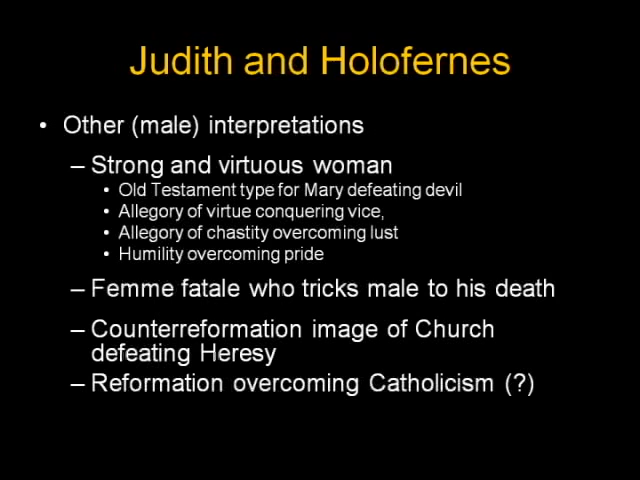 Judith and Holofernes
• Other (male) interpretations
– Strong and virtuous woman
• Old Testament type for Mary defeating devil
• Allegory of virtue conquering vice,
• Allegory of chastity overcoming lust
• Humility overcoming pride
– Femme fatale who tricks male to his death
– Counterreformation image of Church
defeating Heresy
– Reformation overcoming Catholicism (?)